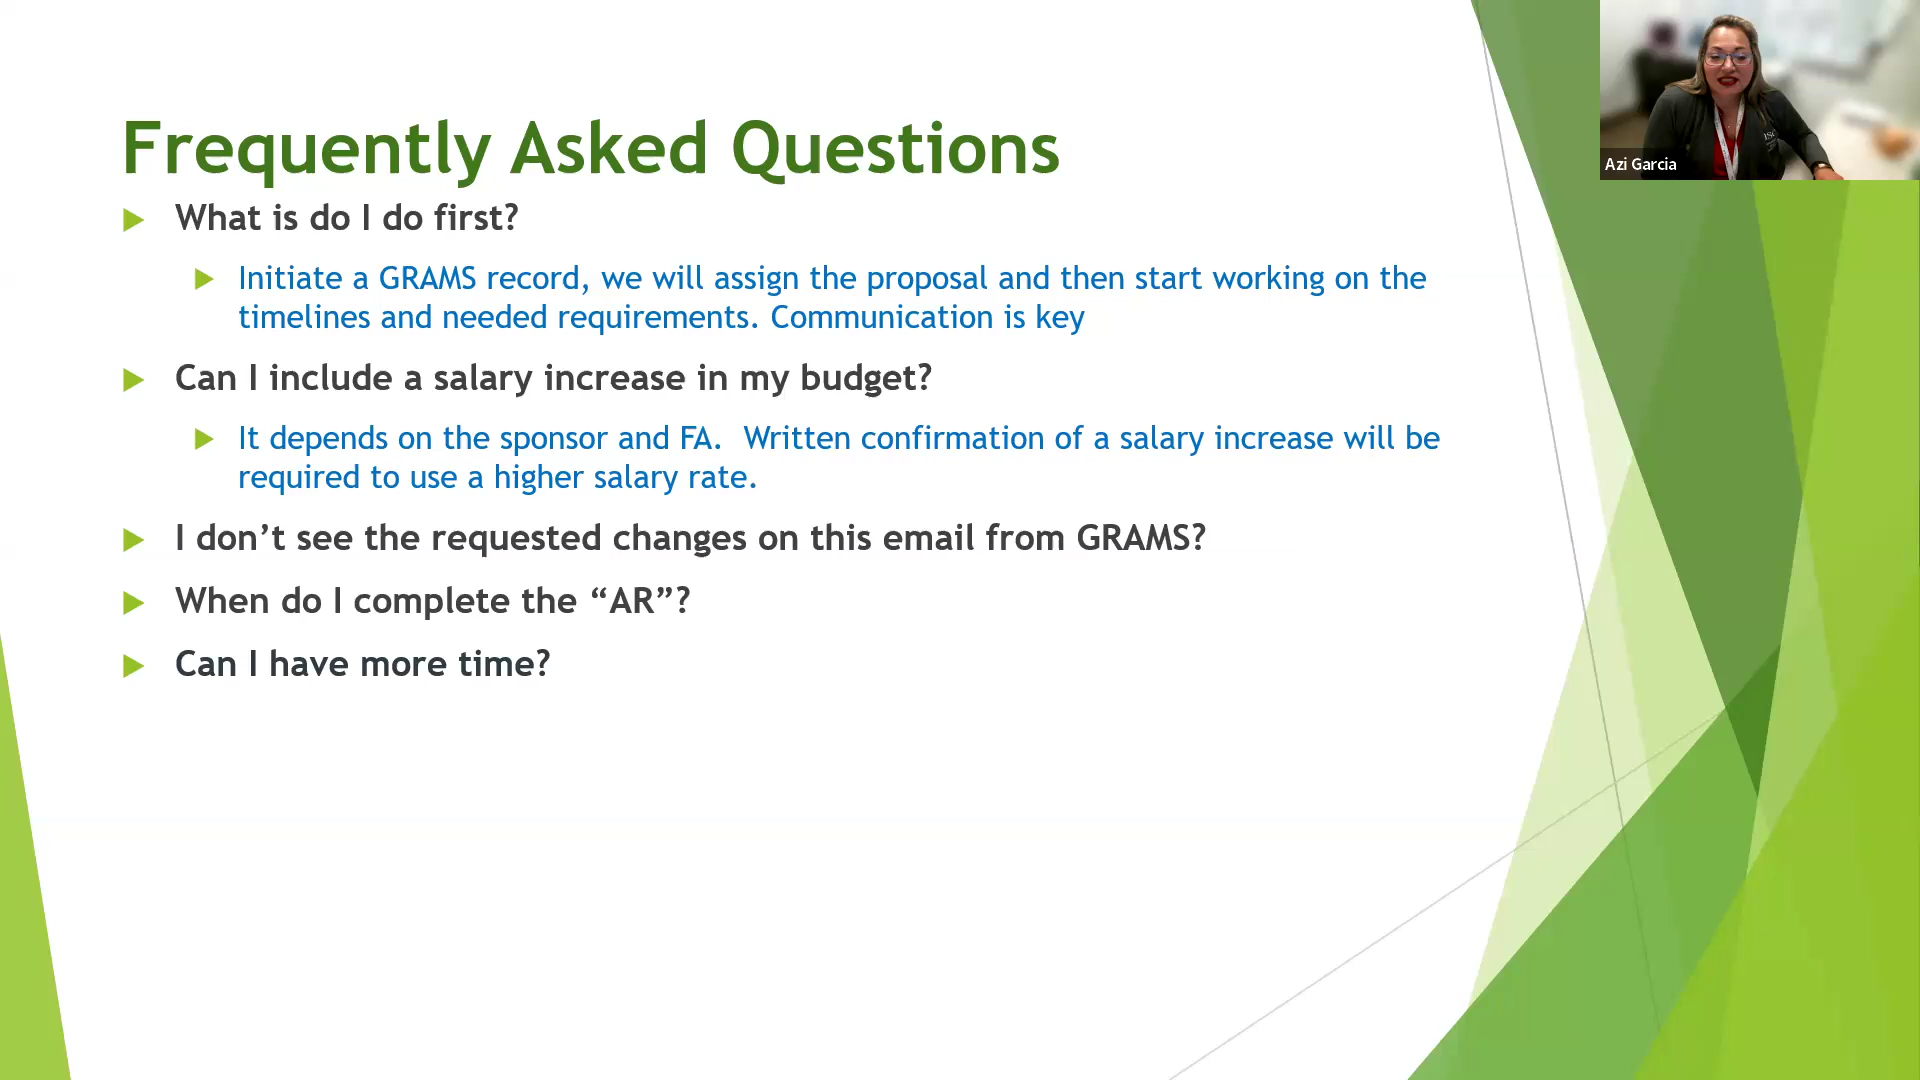 Frequently Asked Questions
What is do I do first?
Initiate a GRAMS record, we will assign the proposal and then start working on the
timelines and needed requirements. Communication is key
Can I include a salary increase in my budget?
It depends on the sponsor and FA.  Written confirmation of a salary increase will be
required to use a higher salary rate.
I don’t see the requested changes on this email from GRAMS?
When do I complete the “AR”?
Can I have more time?
Azi Garcia